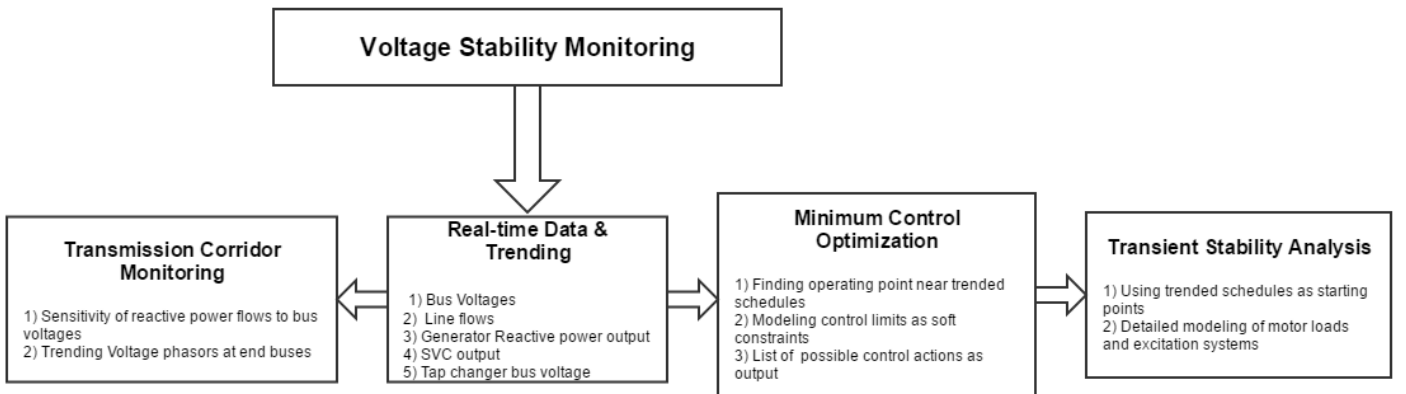 Voltage Stability Monitoring
Transmission Corridor
Monitoring
1) Sensitivity of reactive power flows to bus
voltages
2) Trending Voltage phasors at end buses
Real-time Data &
Trending
1) Bus Voltages
2) Line flows
3) Generator Reactive power output
4) SVC output
5) Tap changer bus voltage
Minimum Control
Optimization
1) Finding operating point near trended
schedules
2) Modeling control limits as soft
constraints
3) List of possible control actions as
output
Transient Stability Analysis
1) Using trended schedules as starting
points
2) Detailed modeling of motor loads
and excitation systems